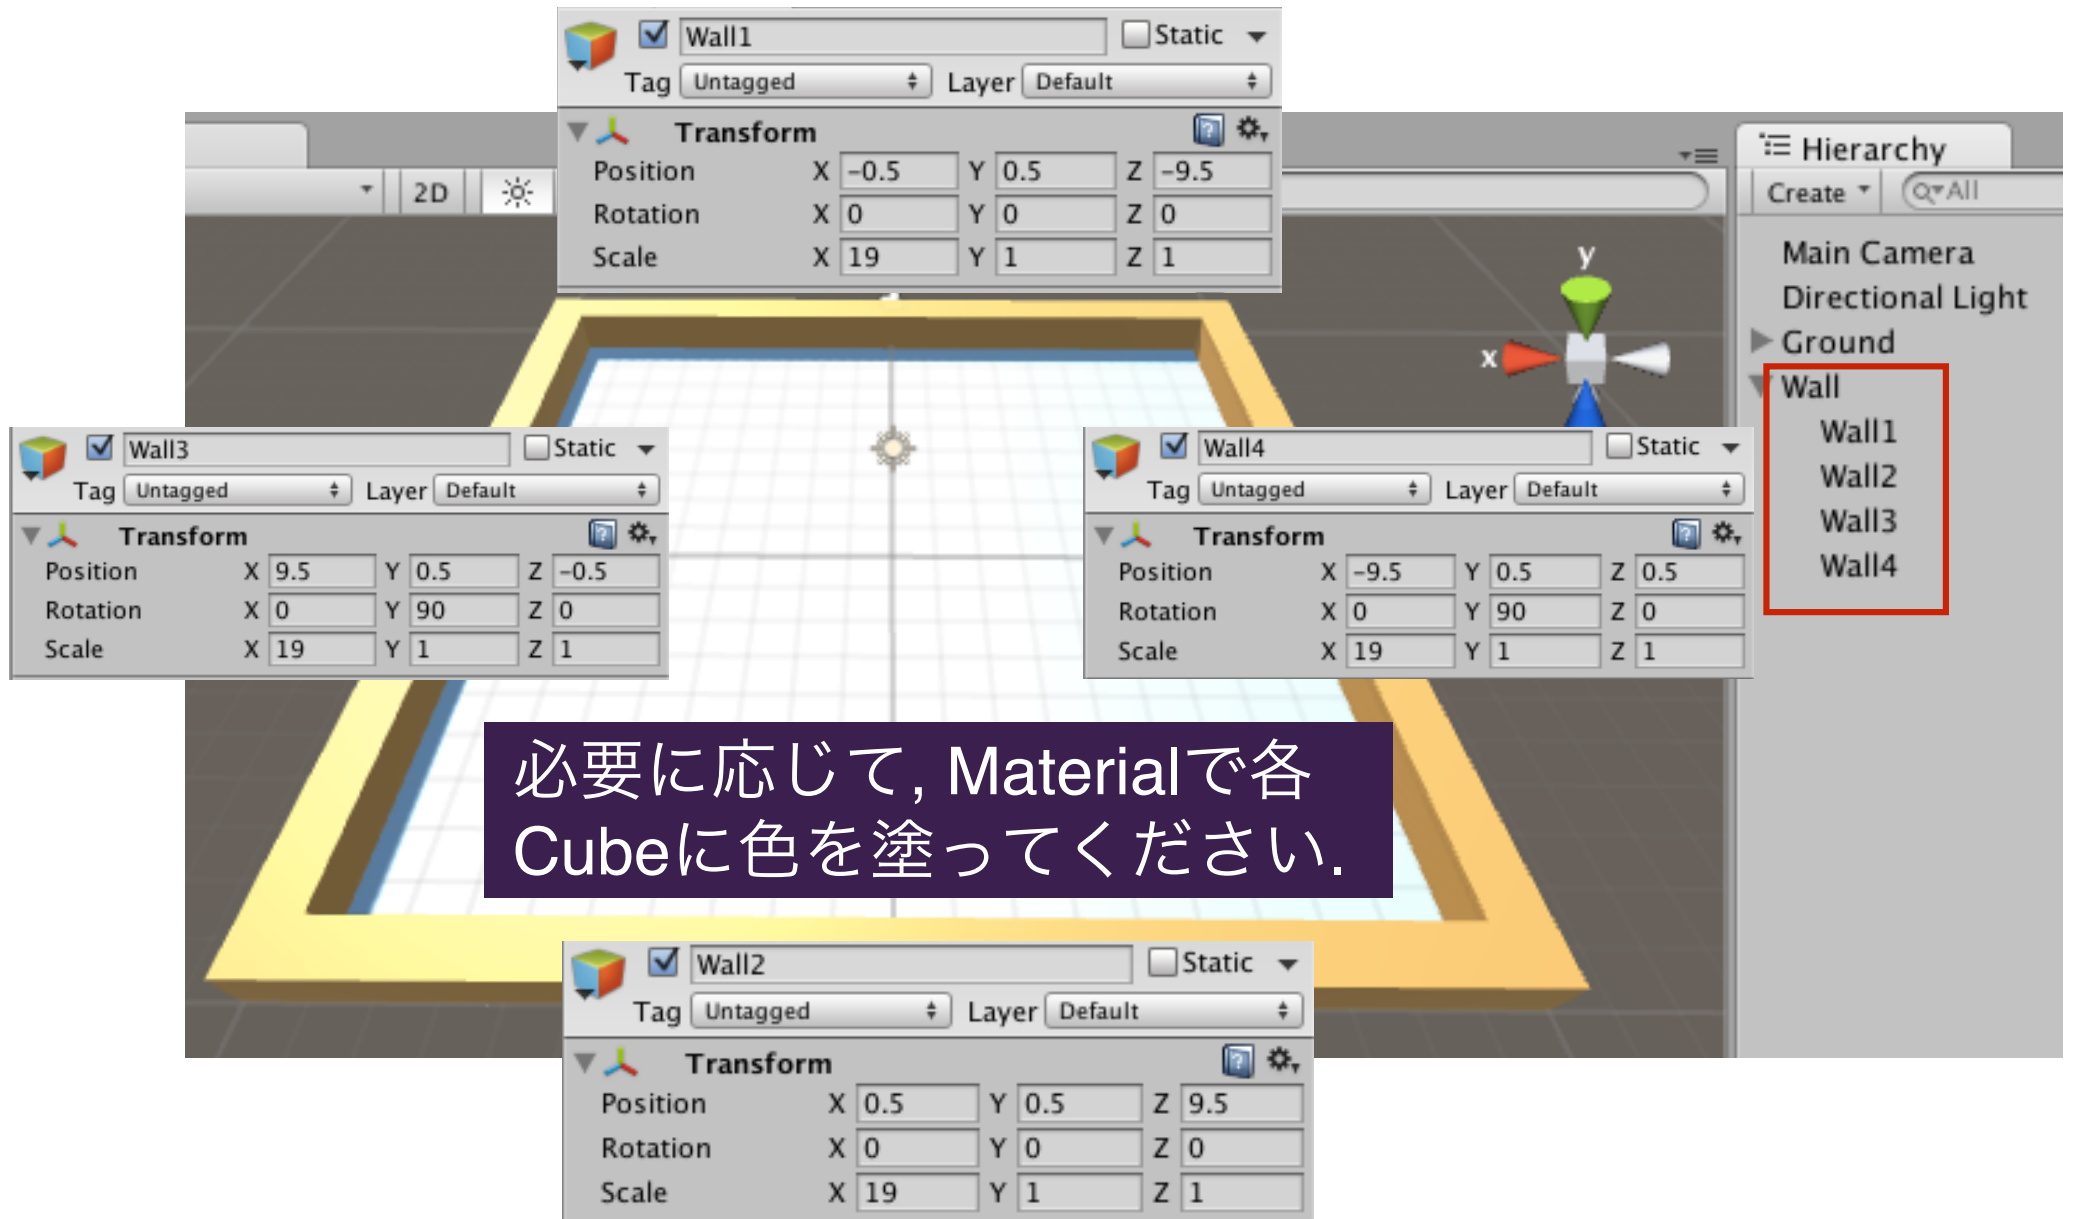 Wall1 Static
Tag Untagged Layer Default
Transform
Position X -0.5 Y 0.5 Z -9.5
Rotation X 0 Y 0 Z 0
Scale X 19 Y 1 Z 1
2D
Hierarchy
Create All
Main Camera
Directional Light
Ground
Wall
Wall1
Wall2
Wall3
Wall4
y
x
Wall3 Static
Tag Untagged Layer Default
Transform
Position X 9.5 Y 0.5 Z -0.5
Rotation X 0 Y 90 Z 0
Scale X 19 Y 1 Z 1
Wall4 Static
Tag Untagged Layer Default
Transform
Position X -9.5 Y 0.5 Z 0.5
Rotation X 0 Y 90 Z 0
Scale X 19 Y 1 Z 1
必要に応じて, Materialで各
Cubeに色を塗ってください.
Wall2 Static
Tag Untagged Layer Default
Transform
Position X 0.5 Y 0.5 Z 9.5
Rotation X 0 Y 0 Z 0
Scale X 19 Y 1 Z 1